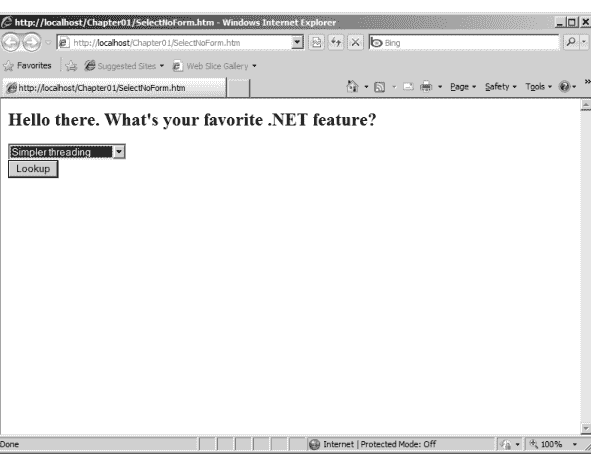 http://localhost/Chapter01/SelectNoForm.htm - Windows Internet Explorer
http://localhost/Chapter01/SelectNoForm.htm
Bing
Favorites Suggested Sites Web Slice Gallery
http://localhost/Chapter01/SelectNoForm.htm
Page Safety Tools
Hello there. What's your favorite .NET feature?
Simpler threading
Lookup
Done Internet | Protected Mode: Off 100%